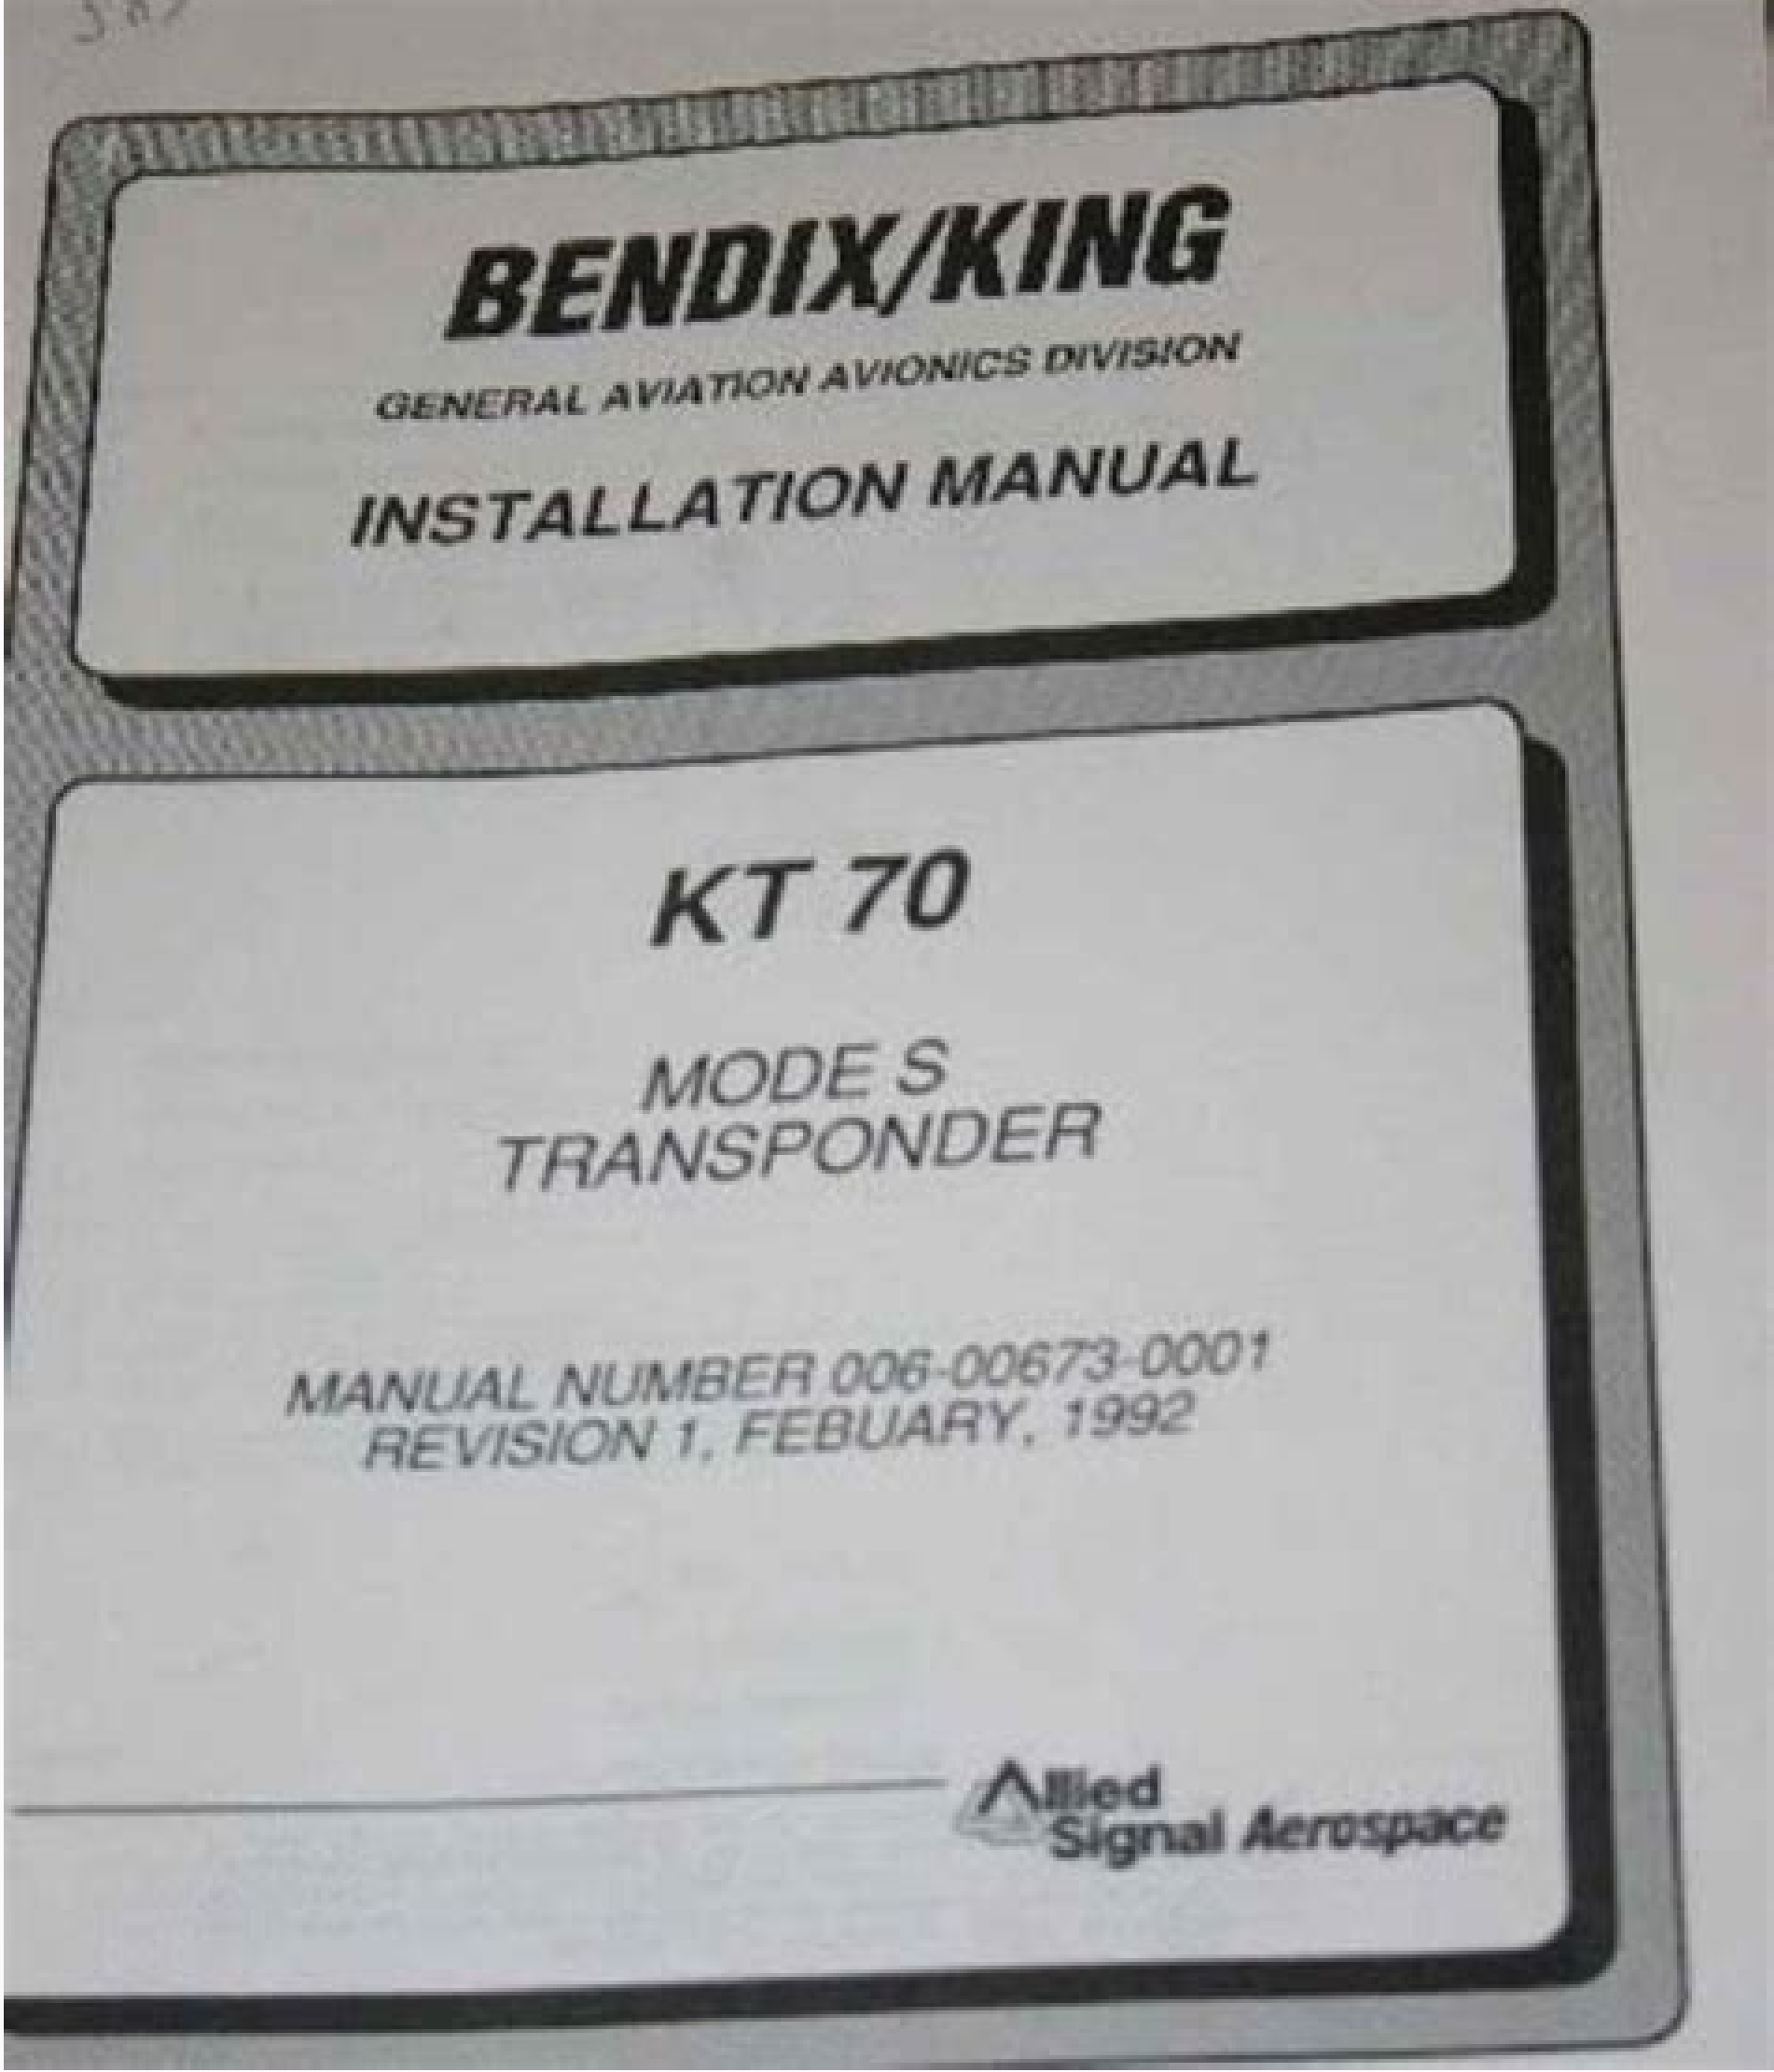 BENDIX/KING
GENERAL AVIATION AVIONICS DIVISION
INSTALLATION MANUAL
KT 70
MODE S
TRANSPONDER
MANUAL NUMBER 006-00673-0001
REVISION 1, FEBUARY, 1992
Allied
Signal Aerospace